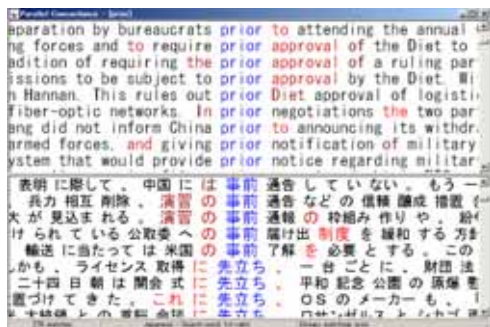 Parallel Concordance - [prior]
eparation by bureaucrats prior to attending the annual
ng forces and to require prior approval of the Diet to
adition of requiring the prior approval of a ruling par
issions to be subject to prior approval by the Diet. Wi
n Hannan. This rules out prior Diet approval of logisti
fiber-optic networks. In prior negotiations the two par
ang did not inform China prior to announcing its withdr
armed forces, and giving prior notification of military
ystem that would provide prior notice regarding militar
表明 に際して 、 中国 に は 事前 通告 し て い ない 。 もう 一
、 兵力 相互 削除 、 演習 の 事前 通告 など の 信頼 醸成 措置
大 が 見込ま れる 。 演習 の 事前 通報 の 枠組み 作り や 、 紛
け られ て いる 公取委 へ の 事前 届け出 制度 を 緩和 する 方
輸送 に当たって は 米国 の 事前 了解 を 必要 と する 。 この
しかも 、 ライセンス 取得 に 先立ち 、 一 台 ごと に 、 財団 法
二十四 日 朝 は 開会 式 に 先立ち 、 平和 記念 公園 の 原爆
置づけ て き た 。 これ に 先立ち 、 ＯＳ の メーカー も 、